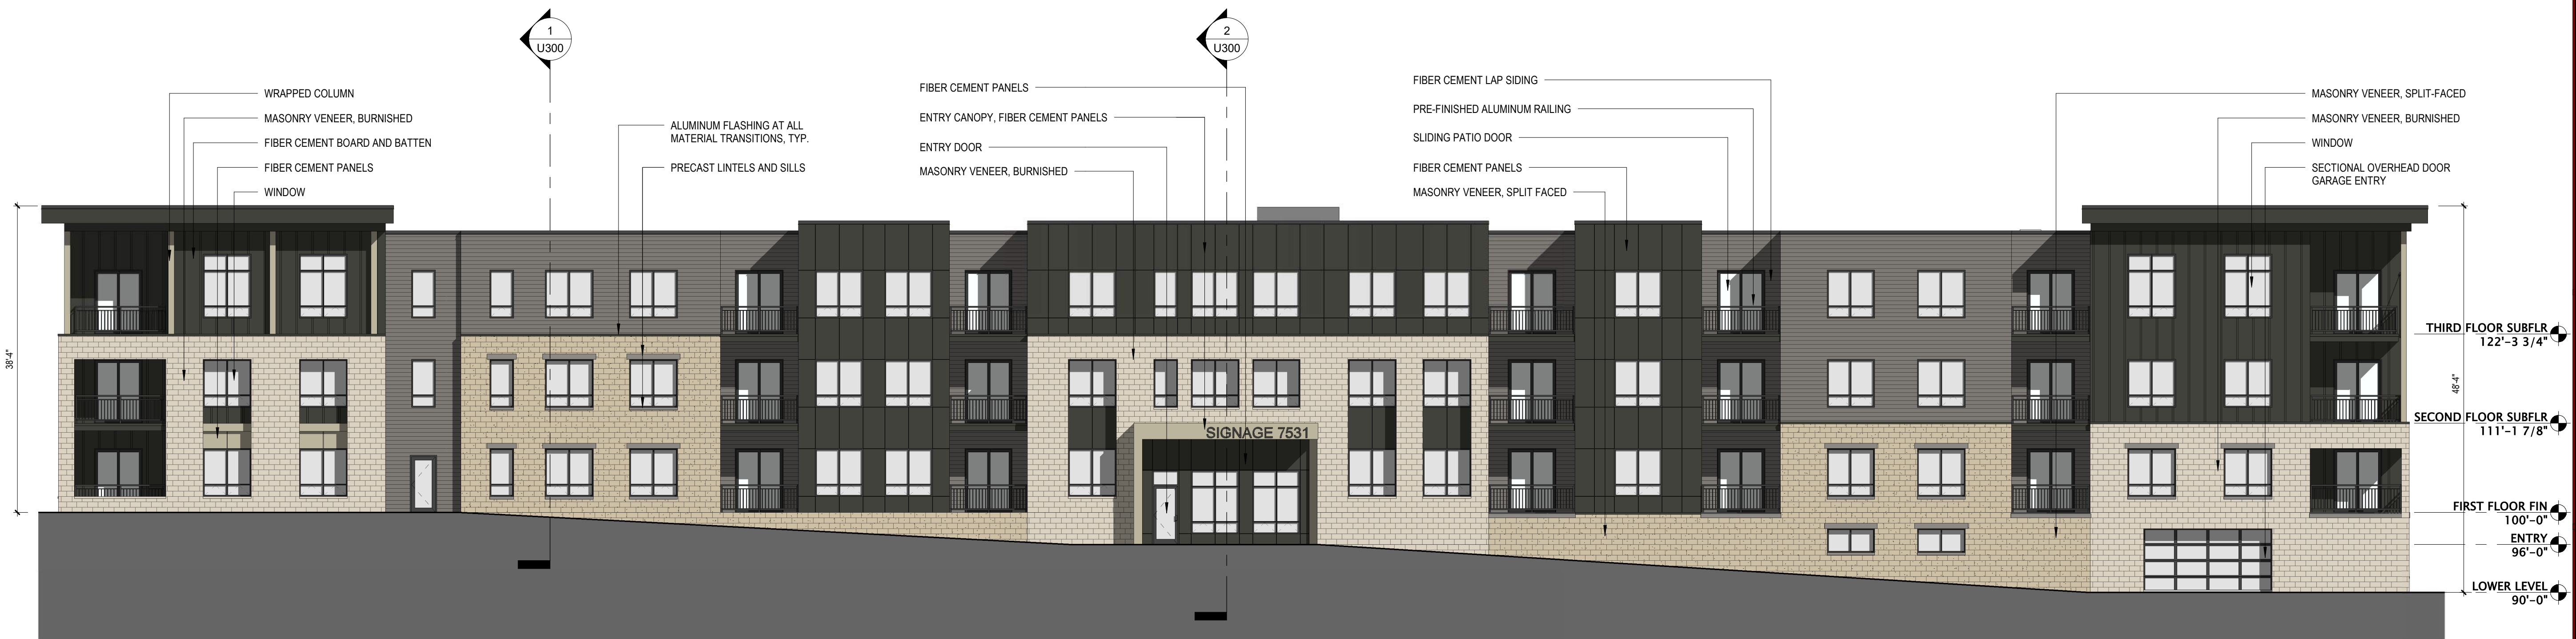 1
U300
2
U300
WRAPPED COLUMN
MASONRY VENEER, BURNISHED
FIBER CEMENT BOARD AND BATTEN
FIBER CEMENT PANELS
WINDOW
ALUMINUM FLASHING AT ALL
MATERIAL TRANSITIONS, TYP.
PRECAST LINTELS AND SILLS
FIBER CEMENT PANELS
ENTRY CANOPY, FIBER CEMENT PANELS
ENTRY DOOR
MASONRY VENEER, BURNISHED
FIBER CEMENT LAP SIDING
PRE-FINISHED ALUMINUM RAILING
SLIDING PATIO DOOR
FIBER CEMENT PANELS
MASONRY VENEER, SPLIT FACED
MASONRY VENEER, SPLIT-FACED
MASONRY VENEER, BURNISHED
WINDOW
SECTIONAL OVERHEAD DOOR
GARAGE ENTRY
38'4"
SIGNAGE 7531
48'4"
THIRD FLOOR SUBFLR
122'-3 3/4"
SECOND FLOOR SUBFLR
111'-1 7/8"
FIRST FLOOR FIN
100'-0"
ENTRY
96'-0"
LOWER LEVEL
90'-0"